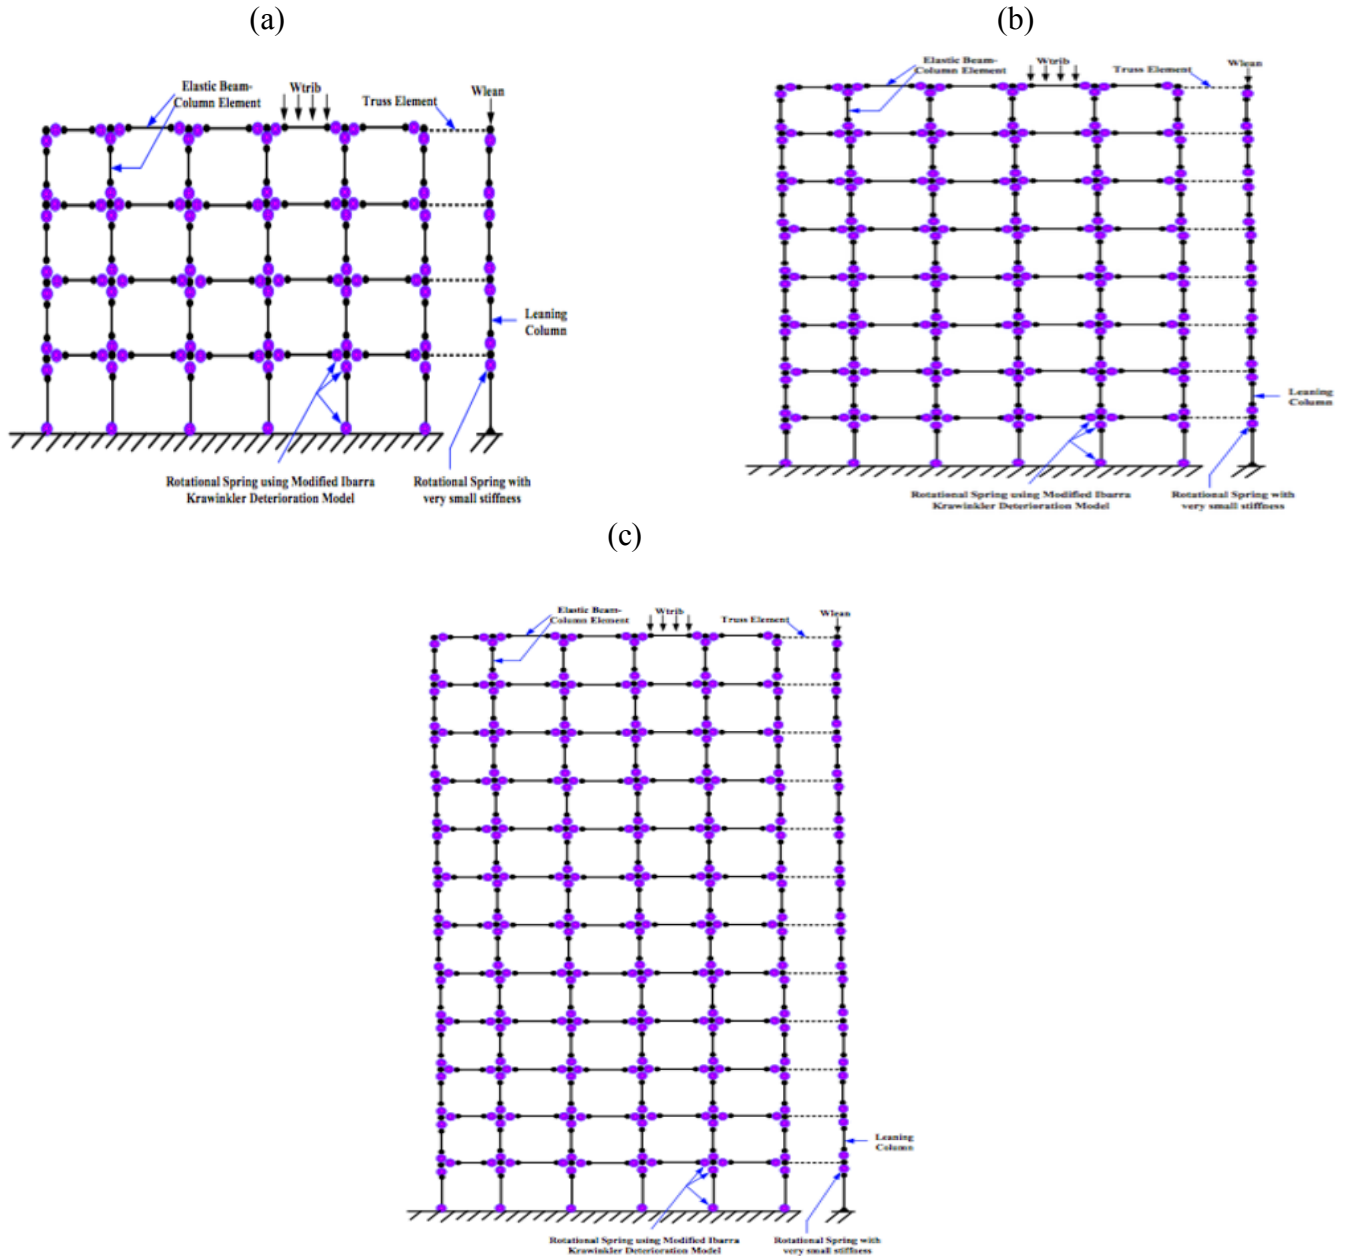 (a)
Elastic Beam-
Column Element
Wtrib
Truss Element
Wlean
Leaning
Column
Rotational Spring using Modified Ibarra
Krawinkler Deterioration Model
Rotational Spring with
very small stiffness
(b)
Elastic Beam-
Column Element
Wtrib
Truss Element
Wlean
Leaning
Column
Rotational Spring using Modified Ibarra
Krawinkler Deterioration Model
Rotational Spring with
very small stiffness
(c)
Elastic Beam-
Column Element
Wtrib
Truss Element
Wlean
Leaning
Column
Rotational Spring using Modified Ibarra
Krawinkler Deterioration Model
Rotational Spring with
very small stiffness